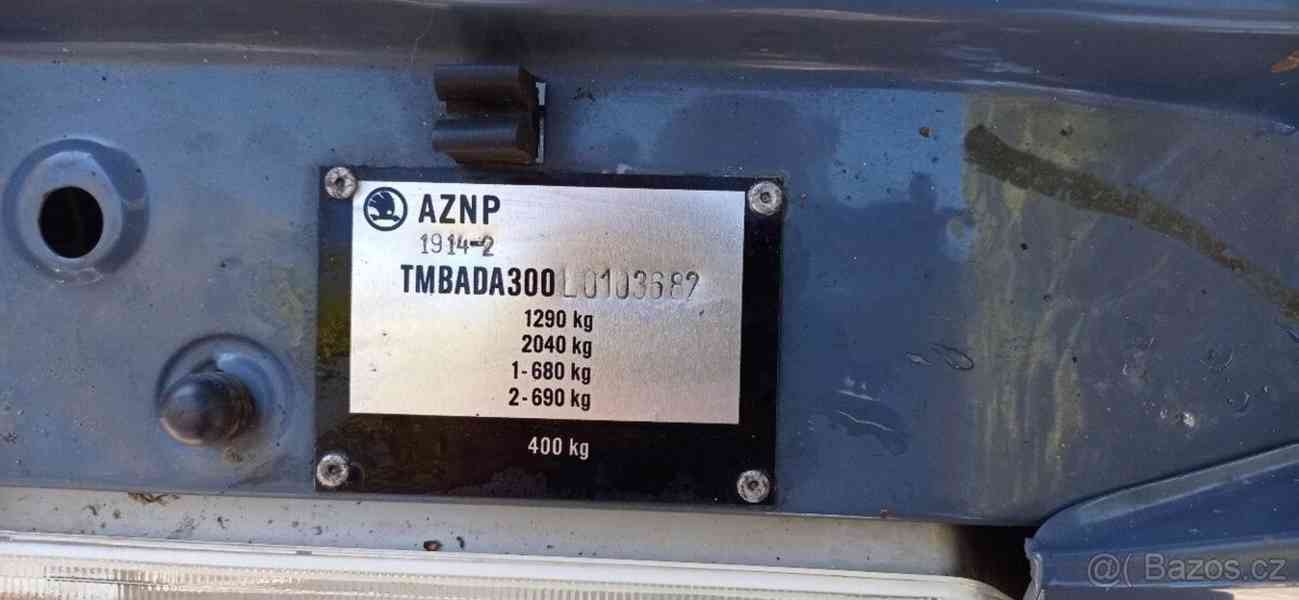 AZNP
1914-2
TMBADA300L0103682
1290 kg
2040 kg
1-680 kg
2-690 kg
400 kg
@( Bazos.cz